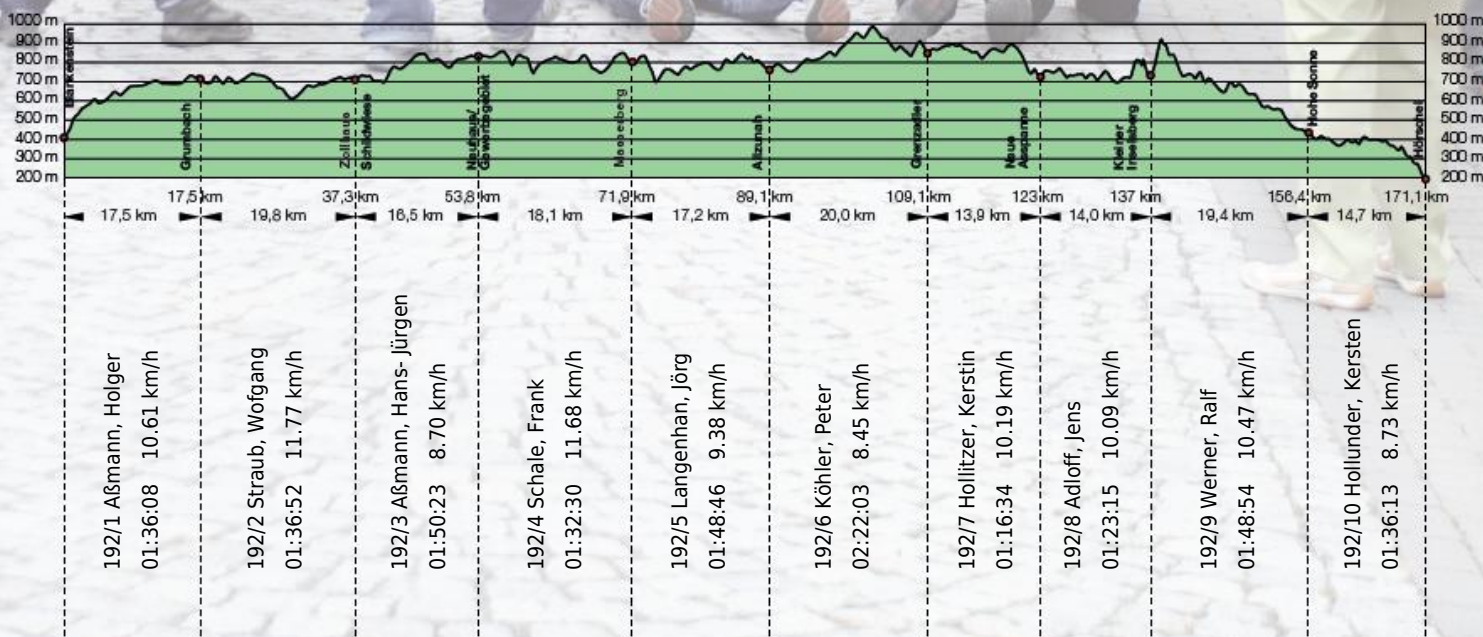 1000 m
900 m
800 m
700 m
600 m
500 m
400 m
300 m
200 m
1000 m
900 m
800 m
700 m
600 m
500 m
400 m
300 m
200 m
Blankenstein
Grumbach
Zollhaus
Schildwiese
Neuhaus/
Masserberg
Allzunah
Grenzadler
Neue
Ausspanne
Kleiner
Inselsberg
Hohe Sonne
Hörschel
17,5 km 37,3 km 53,8 km 71,9 km 89,1 km 109,1 km 123 km 137 km 156,4 km 171,1 km
17,5 km 19,8 km 16,5 km 18,1 km 17,2 km 20,0 km 13,9 km 14,0 km 19,4 km 14,7 km
192/1 Aßmann, Holger
01:36:08 10.61 km/h
192/2 Straub, Wofgang
01:36:52 11.77 km/h
192/3 Aßmann, Hans- Jürgen
01:50:23 8.70 km/h
192/4 Schale, Frank
01:32:30 11.68 km/h
192/5 Langenhan, Jörg
01:48:46 9.38 km/h
192/6 Köhler, Peter
02:22:03 8.45 km/h
192/7 Hollitzer, Kerstin
01:16:34 10.19 km/h
192/8 Adloff, Jens
01:23:15 10.09 km/h
192/9 Werner, Ralf
01:48:54 10.47 km/h
192/10 Hollunder, Kersten
01:36:13 8.73 km/h